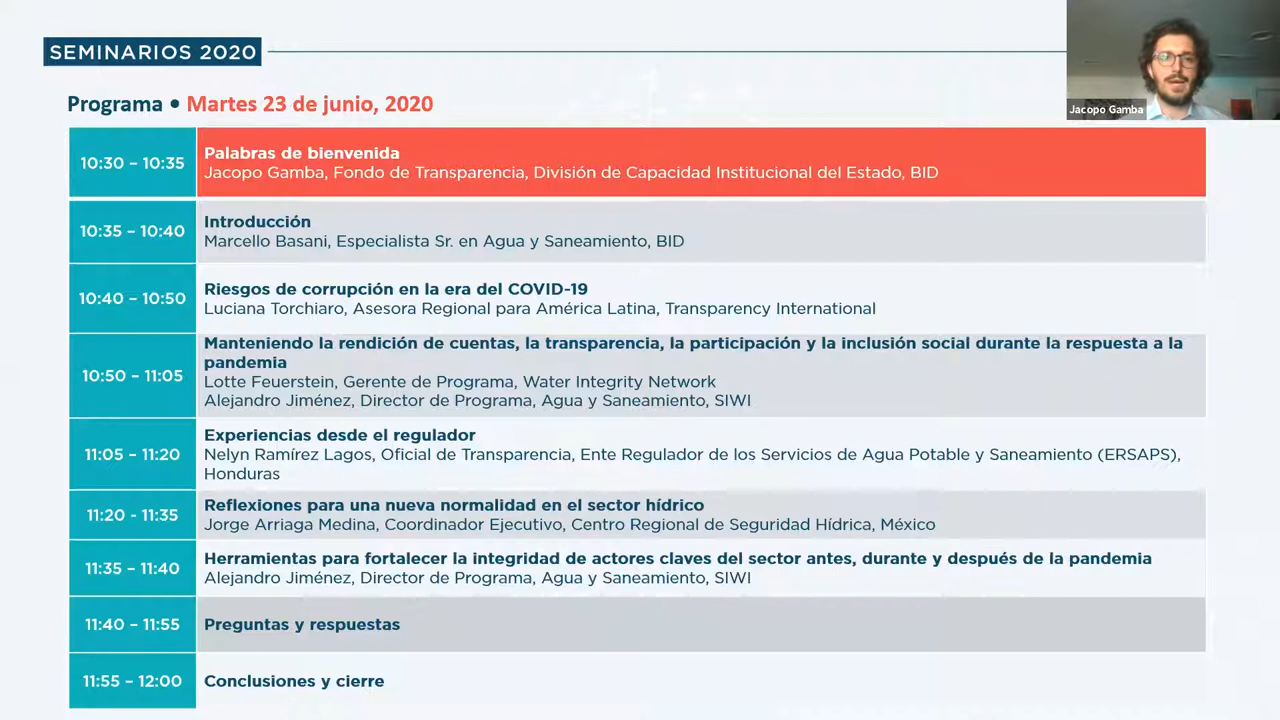 SEMINARIOS 2020
Jacopo Gamba
Programa • Martes 23 de junio, 2020
10:30 – 10:35
Palabras de bienvenida
Jacopo Gamba, Fondo de Transparencia, División de Capacidad Institucional del Estado, BID
10:35 – 10:40
Introducción
Marcello Basani, Especialista Sr. en Agua y Saneamiento, BID
10:40 – 10:50
Riesgos de corrupción en la era del COVID-19
Luciana Torchiaro, Asesora Regional para América Latina, Transparency International
10:50 – 11:05
Manteniendo la rendición de cuentas, la transparencia, la participación y la inclusión social durante la respuesta a la
pandemia
Lotte Feuerstein, Gerente de Programa, Water Integrity Network
Alejandro Jiménez, Director de Programa, Agua y Saneamiento, SIWI
11:05 – 11:20
Experiencias desde el regulador
Nelyn Ramírez Lagos, Oficial de Transparencia, Ente Regulador de los Servicios de Agua Potable y Saneamiento (ERSAPS),
Honduras
11:20 - 11:35
Reflexiones para una nueva normalidad en el sector hídrico
Jorge Arriaga Medina, Coordinador Ejecutivo, Centro Regional de Seguridad Hídrica, México
11:35 – 11:40
Herramientas para fortalecer la integridad de actores claves del sector antes, durante y después de la pandemia
Alejandro Jiménez, Director de Programa, Agua y Saneamiento, SIWI
11:40 – 11:55
Preguntas y respuestas
11:55 – 12:00
Conclusiones y cierre